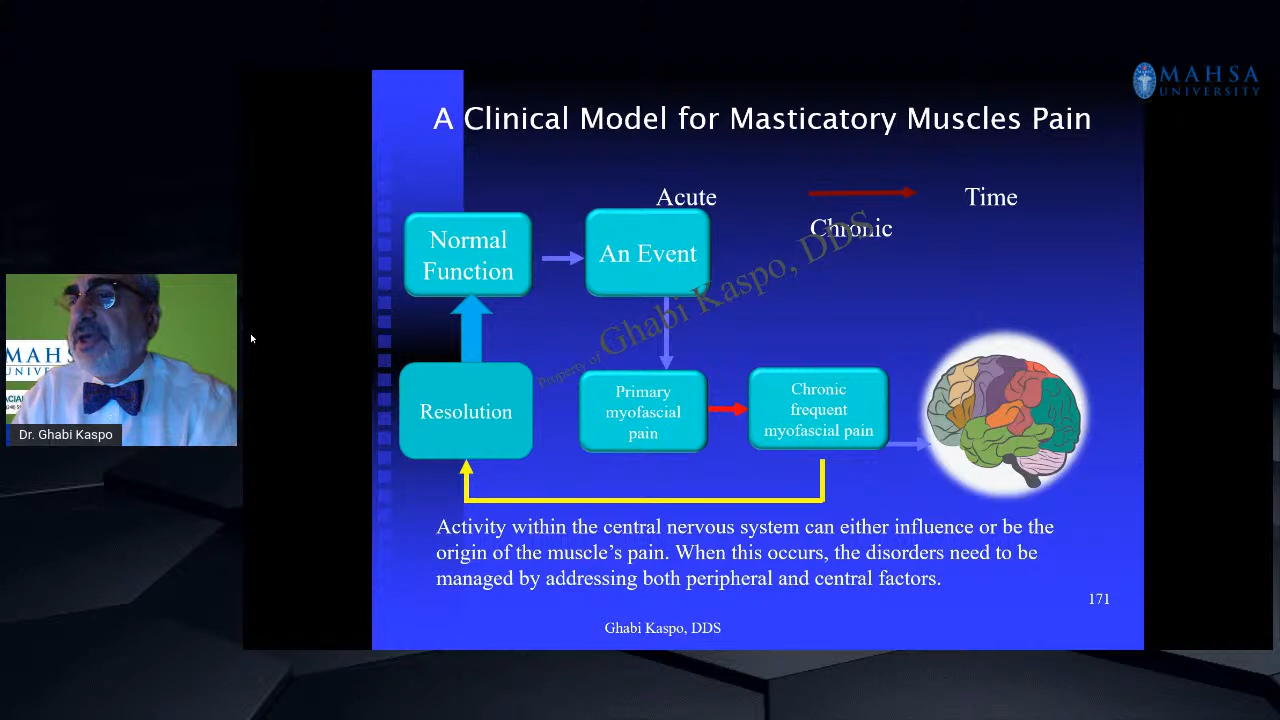 MAHSA
UNIVERSITY
A Clinical Model for Masticatory Muscles Pain
Acute
Time
Chronic
Normal
Function
An Event
Property of Ghabi Kaspo, DDS
Resolution
Primary
myofascial
pain
Chronic
frequent
myofascial pain
Activity within the central nervous system can either influence or be the
origin of the muscle's pain. When this occurs, the disorders need to be
managed by addressing both peripheral and central factors.
171
Ghabi Kaspo, DDS
MAHS
UNIV
Dr. Ghabi Kaspo